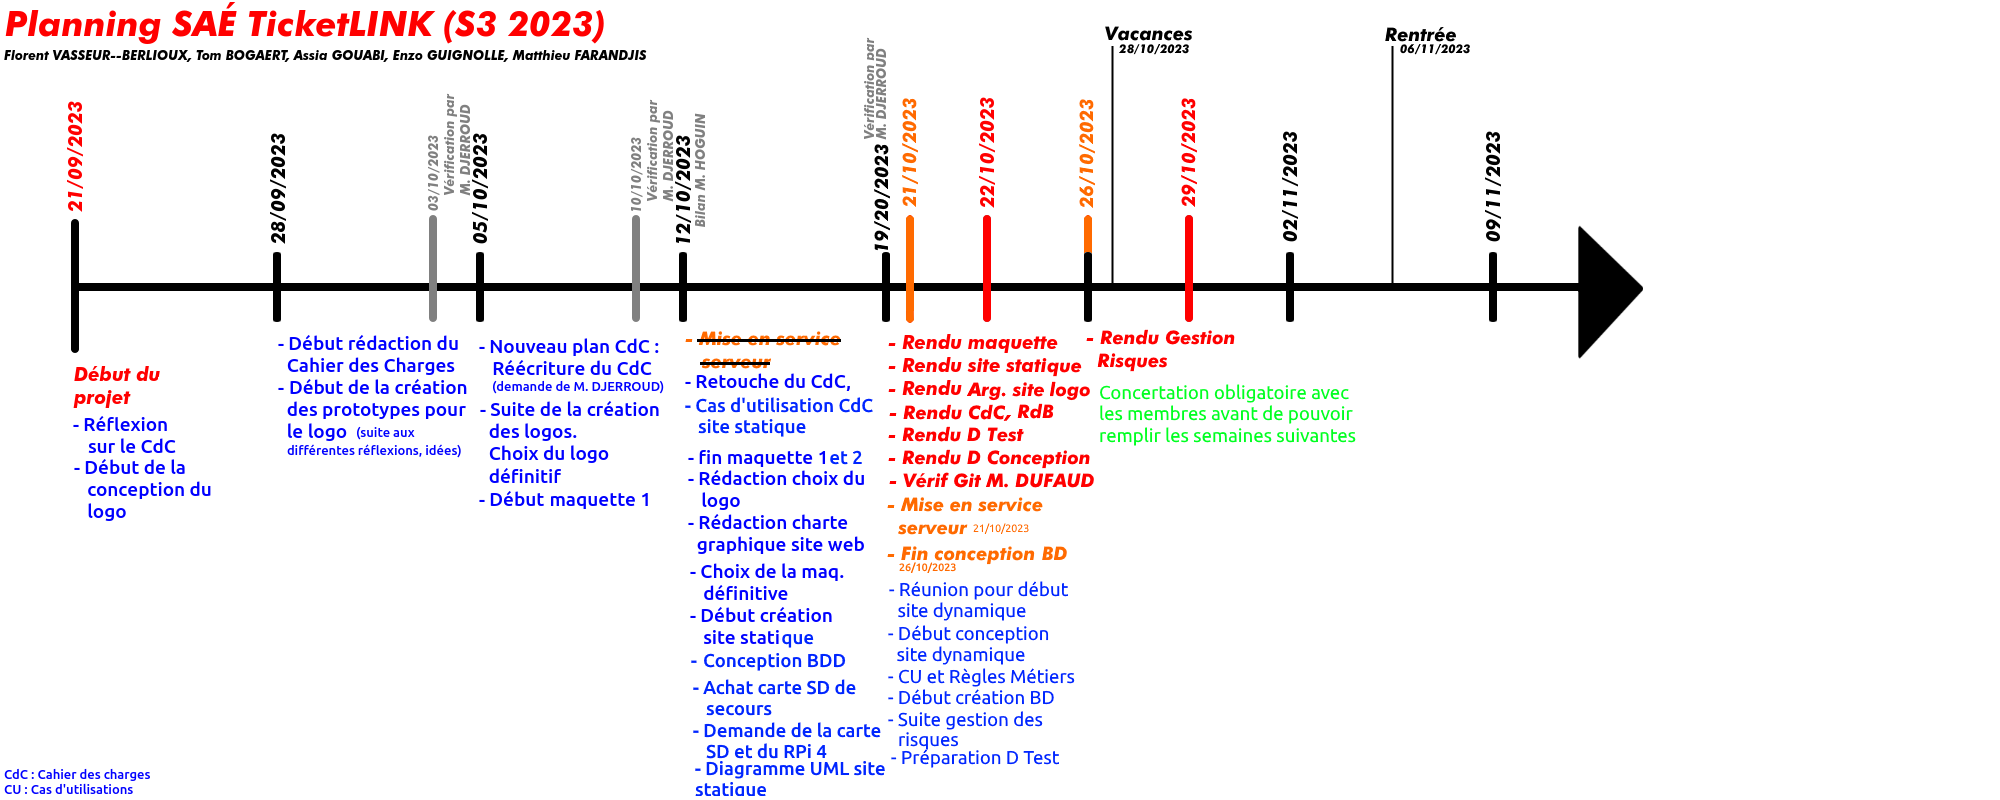 Planning SAÉ TicketLINK (S3 2023)
Florent VASSEUR--BERLIOUX, Tom BOGAERT, Assia GOUABI, Enzo GUIGNOLLE, Matthieu FARANDJIS
Vacances
28/10/2023
Rentrée
06/11/2023
21/09/2023
28/09/2023
03/10/2023
Vérification par
M. DJERROUD
05/10/2023
10/10/2023
Vérification par
M. DJERROUD
12/10/2023
Bilan M. HOGUIN
Vérification par
M. DJERROUD
19/20/2023
21/10/2023
22/10/2023
26/10/2023
29/10/2023
02/11/2023
09/11/2023
Début du
projet
- Réflexion
sur le CdC
- Début de la
conception du
logo
- Début rédaction du
Cahier des Charges
- Début de la création
des prototypes pour
le logo (suite aux
différentes réflexions, idées)
- Nouveau plan CdC :
Réécriture du CdC
(demande de M. DJERROUD)
- Suite de la création
des logos.
Choix du logo
définitif
- Début maquette 1
- Mise en service
serveur
- Retouche du CdC,
- Cas d'utilisation CdC
site statique
- fin maquette 1 et 2
- Rédaction choix du
logo
- Rédaction charte
graphique site web
- Choix de la maq.
définitive
- Début création
site statique
- Conception BDD
- Achat carte SD de
secours
- Demande de la carte
SD et du RPi 4
- Diagramme UML site
statique
- Rendu maquette
- Rendu site statique
- Rendu Arg. site logo
- Rendu CdC, RdB
- Rendu D Test
- Rendu D Conception
- Vérif Git M. DUFAUD
- Mise en service
serveur 21/10/2023
- Fin conception BD
26/10/2023
- Réunion pour début
site dynamique
- Début conception
site dynamique
- CU et Règles Métiers
- Début création BD
- Suite gestion des
risques
- Préparation D Test
- Rendu Gestion
Risques
Concertation obligatoire avec
les membres avant de pouvoir
remplir les semaines suivantes
CdC : Cahier des charges
CU : Cas d'utilisations